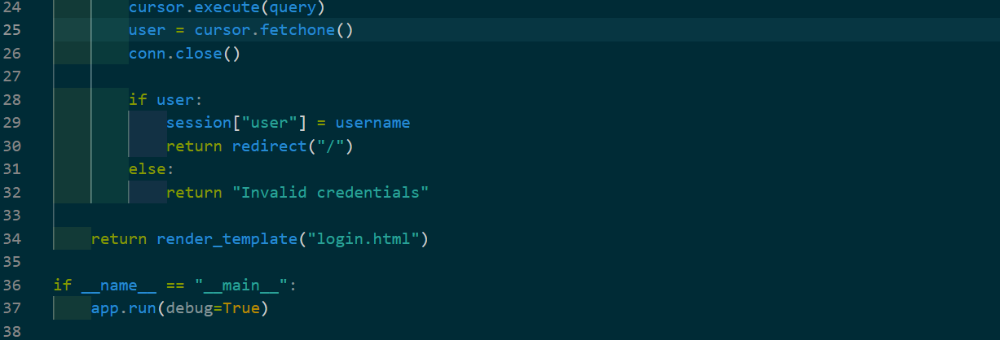 24 cursor.execute(query)
25 user = cursor.fetchone()
26 conn.close()
27
28 if user:
29 session["user"] = username
30 return redirect("/")
31 else:
32 return "Invalid credentials"
33
34 return render_template("login.html")
35
36 if __name__ == "__main__":
37 app.run(debug=True)
38